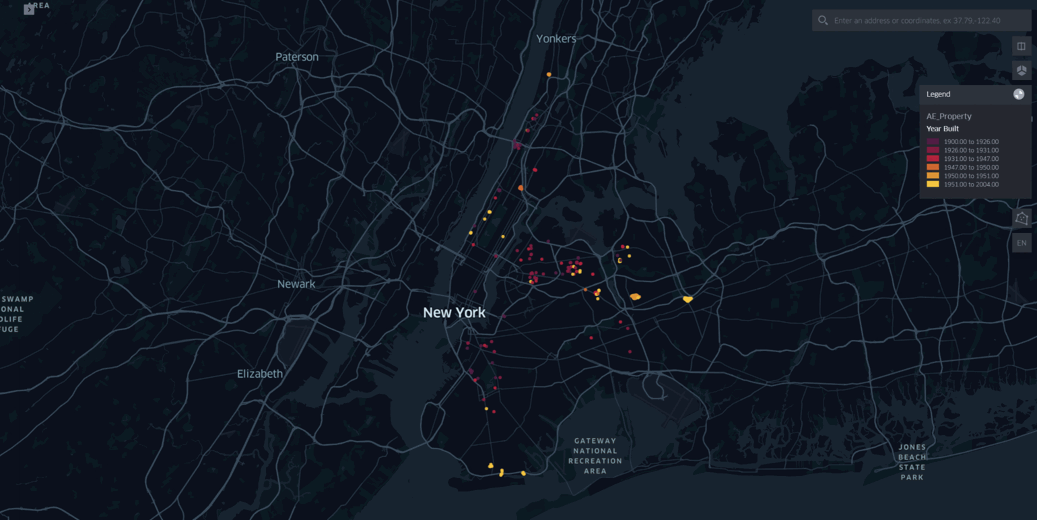 AREA
Enter an address or coordinates, ex 37.79,-122.40
Yonkers
Paterson
Legend
AE_Property
Year Built
1900.00 to 1926.00
1926.00 to 1931.00
1931.00 to 1947.00
1947.00 to 1950.00
1950.00 to 1951.00
1951.00 to 2004.00
EN
Newark
SWAMP
ONAL
DLIFE
FUGE
New York
Elizabeth
GATEWAY
NATIONAL
RECREATION
AREA
JONES
BEACH
STATE
PARK